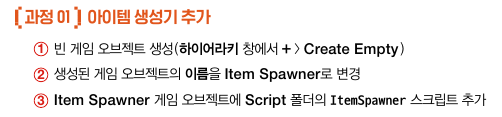 [과정 01] 아이템 생성기 추가
① 빈 게임 오브젝트 생성(하이어라키 창에서 + > Create Empty)
② 생성된 게임 오브젝트의 이름을 Item Spawner로 변경
③ Item Spawner 게임 오브젝트에 Script 폴더의 ItemSpawner 스크립트 추가